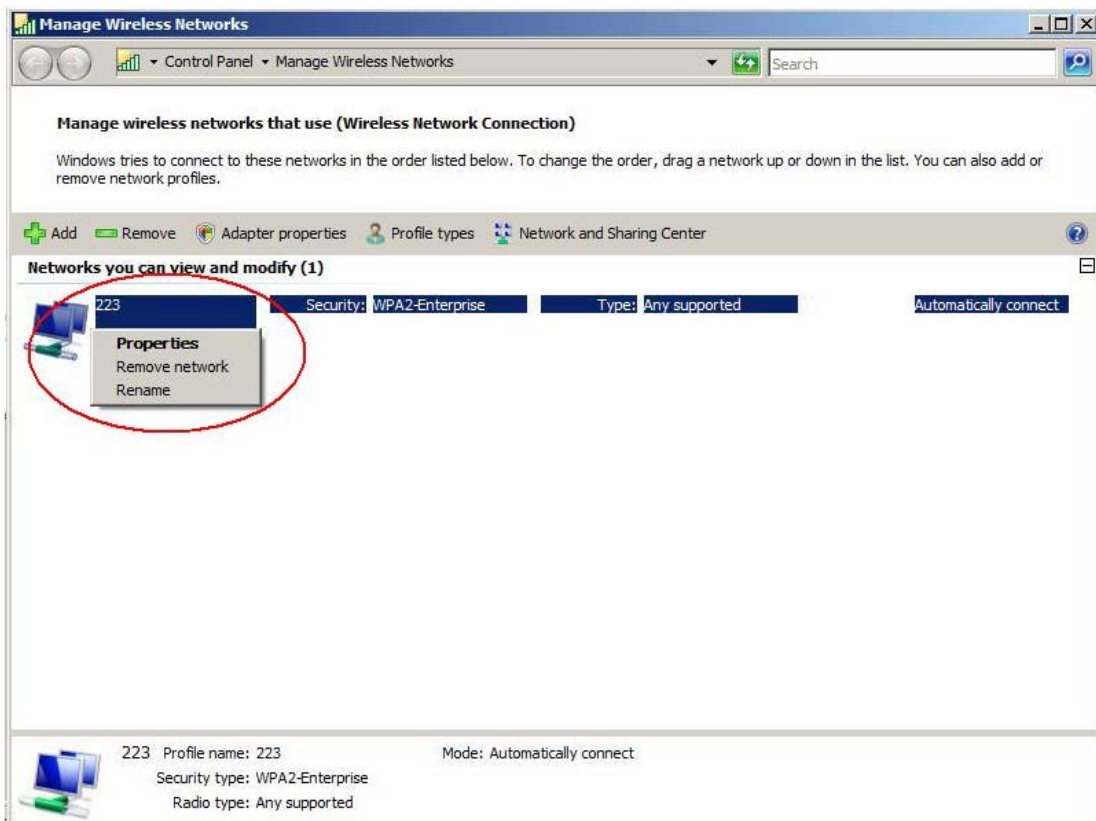 Manage Wireless Networks
Control Panel Manage Wireless Networks Search
Manage wireless networks that use (Wireless Network Connection)
Windows tries to connect to these networks in the order listed below. To change the order, drag a network up or down in the list. You can also add or
remove network profiles.
Add Remove Adapter properties Profile types Network and Sharing Center
Networks you can view and modify (1)
223 Security: WPA2-Enterprise Type: Any supported Automatically connect
Properties
Remove network
Rename
223 Profile name: 223 Mode: Automatically connect
Security type: WPA2-Enterprise
Radio type: Any supported